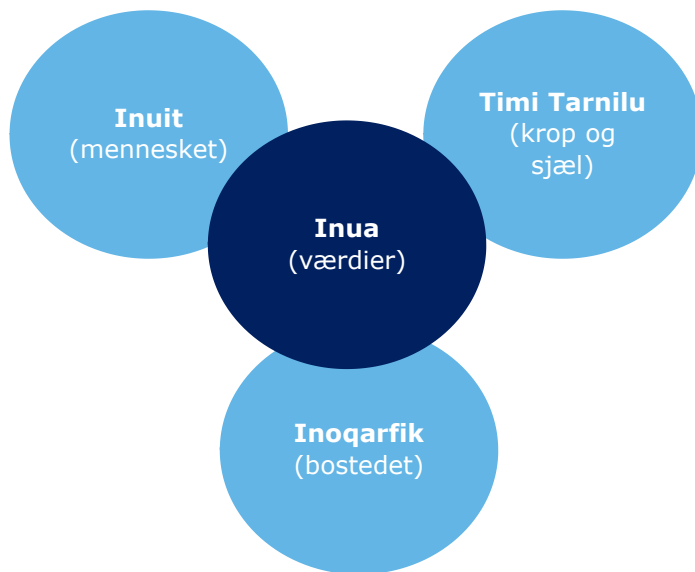 Inuit
(mennesket)
Timi Tarnilu
(krop og
sjæl)
Inua
(værdier)
Inoqarfik
(bostedet)